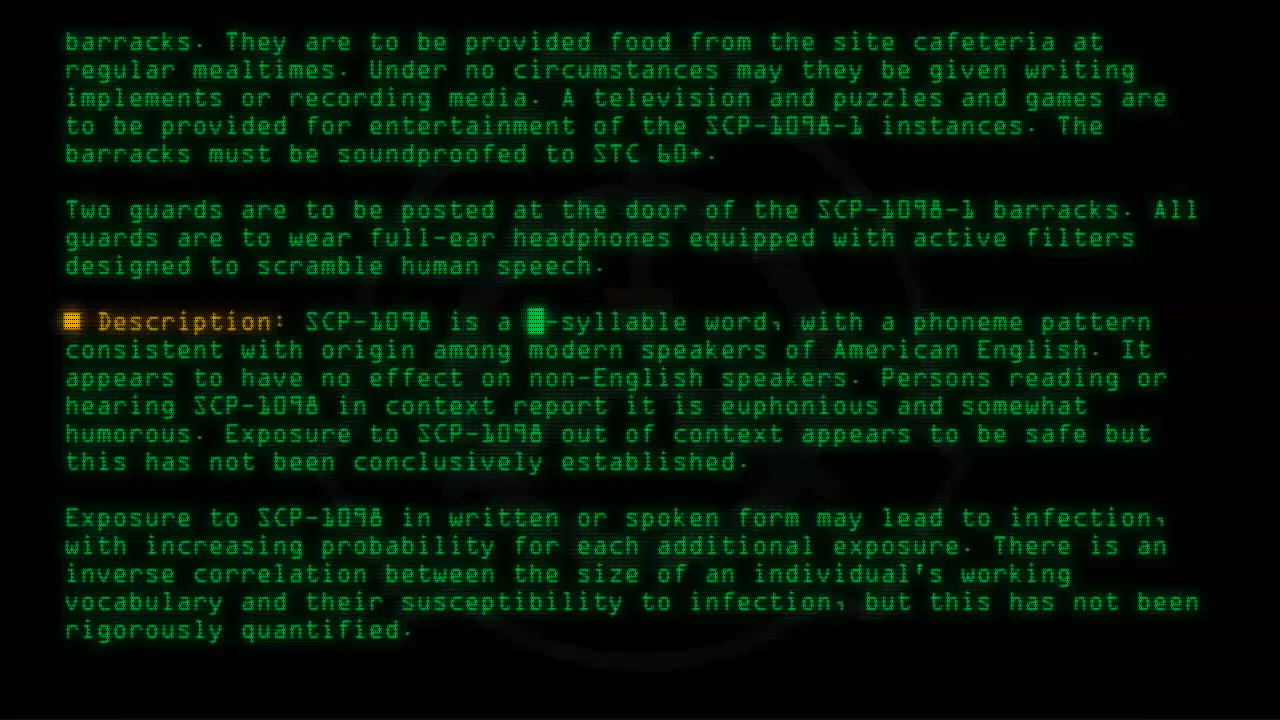 barracks. They are to be provided food from the site cafeteria at
regular mealtimes. Under no circumstances may they be given writing
implements or recording media. A television and puzzles and games are
to be provided for entertainment of the SCP-1098-1 instances. The
barracks must be soundproofed to STC 60+.
Two guards are to be posted at the door of the SCP-1098-1 barracks. All
guards are to wear full-ear headphones equipped with active filters
designed to scramble human speech.
■ Description: SCP-1098 is a █-syllable word, with a phoneme pattern
consistent with origin among modern speakers of American English. It
appears to have no effect on non-English speakers. Persons reading or
hearing SCP-1098 in context report it is euphonious and somewhat
humorous. Exposure to SCP-1098 out of context appears to be safe but
this has not been conclusively established.
Exposure to SCP-1098 in written or spoken form may lead to infection,
with increasing probability for each additional exposure. There is an
inverse correlation between the size of an individual's working
vocabulary and their susceptibility to infection, but this has not been
rigorously quantified.